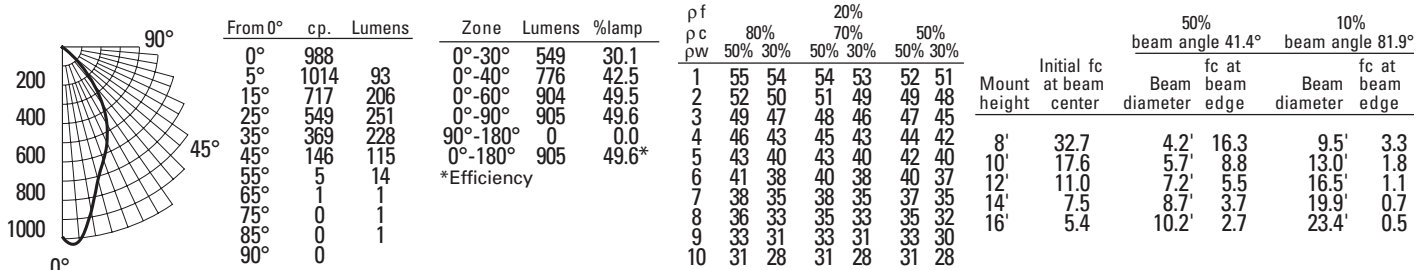 90°
200
400
600
800
1000
45°
0°
From 0° cp. Lumens
0° 988
5° 1014 93
15° 717 206
25° 549 251
35° 369 228
45° 146 115
55° 5 14
65° 1 1
75° 0 1
85° 0 1
90° 0
Zone Lumens %lamp
0°-30° 549 30.1
0°-40° 776 42.5
0°-60° 904 49.5
0°-90° 905 49.6
90°-180° 0 0.0
0°-180° 905 49.6*
*Efficiency
ρf 20%
ρc 80% 70% 50%
ρw 50% 30% 50% 30% 50% 30%
1 55 54 54 53 52 51
2 52 50 51 49 49 48
3 49 47 48 46 47 45
4 46 43 45 43 44 42
5 43 40 43 40 42 40
6 41 38 40 38 40 37
7 38 35 38 35 37 35
8 36 33 35 33 35 32
9 33 31 33 31 33 30
10 31 28 31 28 31 28
50% 10%
beam angle 41.4° beam angle 81.9°
Initial fc fc at fc at
Mount at beam Beam beam Beam beam
height center diameter edge diameter edge
8' 32.7 4.2' 16.3 9.5' 3.3
10' 17.6 5.7' 8.8 13.0' 1.8
12' 11.0 7.2' 5.5 16.5' 1.1
14' 7.5 8.7' 3.7 19.9' 0.7
16' 5.4 10.2' 2.7 23.4' 0.5